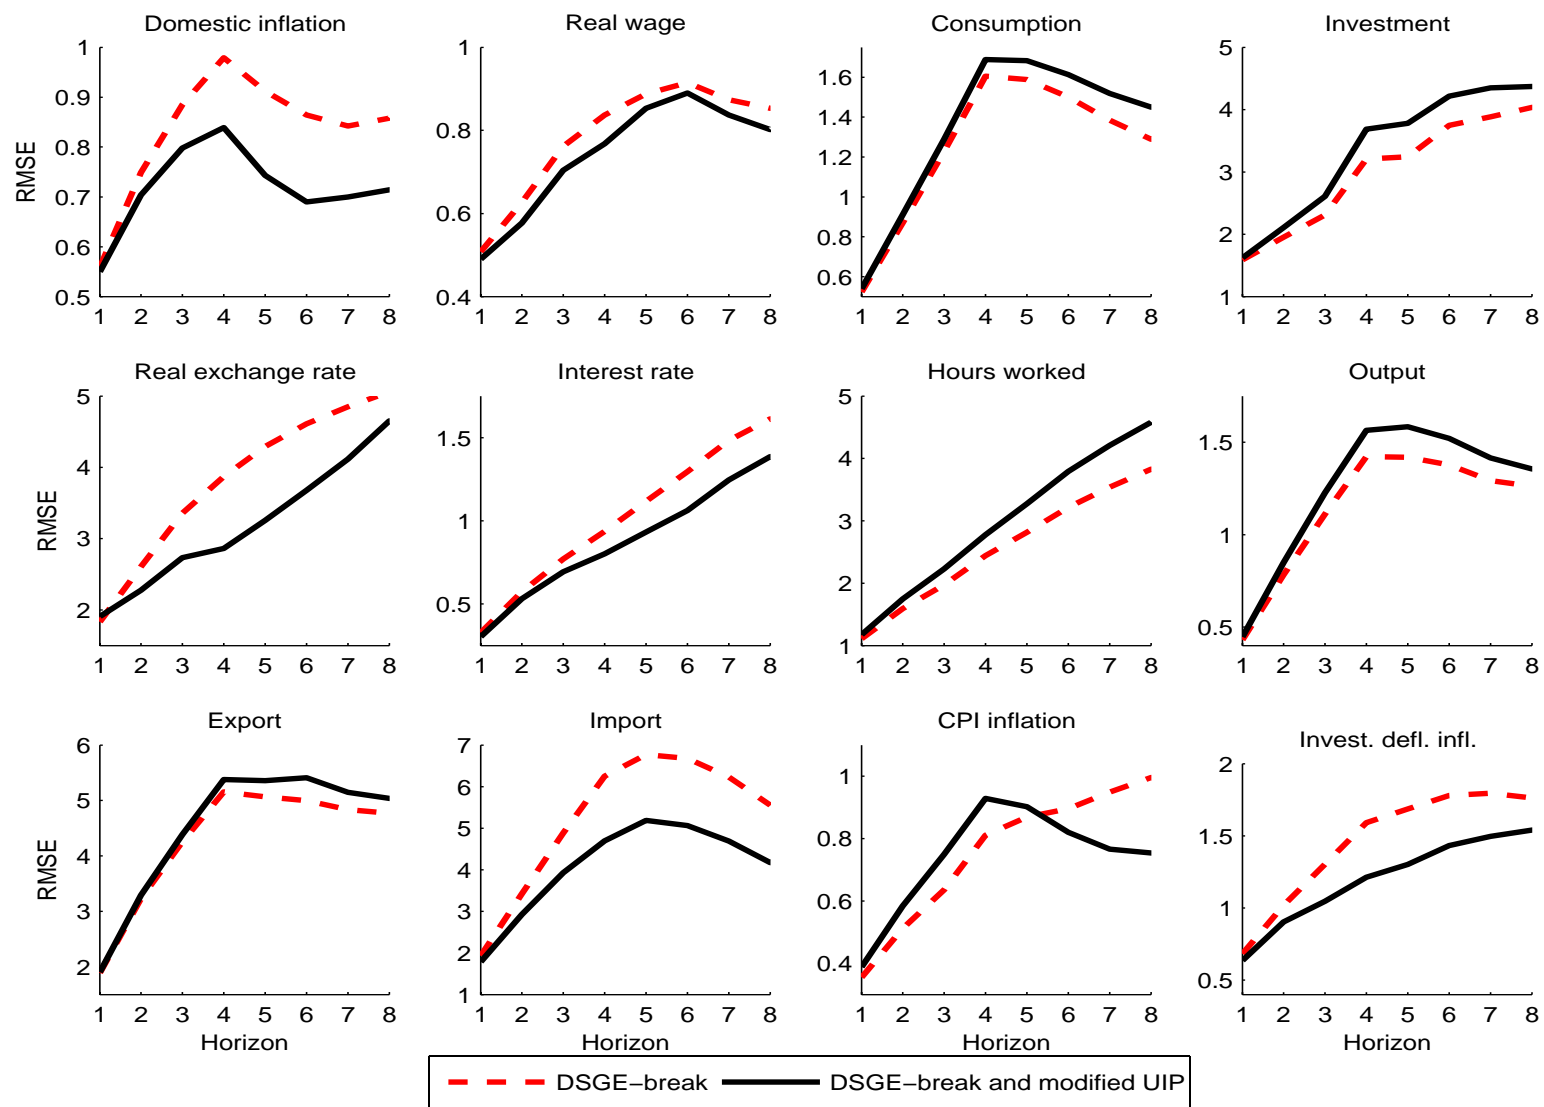 Domestic inflation
Real wage
Consumption
Investment
1
0.9
0.8
0.7
0.6
0.5
RMSE
1 2 3 4 5 6 7 8
1
0.8
0.6
0.4
1 2 3 4 5 6 7 8
1.6
1.4
1.2
1
0.8
0.6
1 2 3 4 5 6 7 8
5
4
3
2
1
1 2 3 4 5 6 7 8
Real exchange rate
Interest rate
Hours worked
Output
5
4
3
2
RMSE
1 2 3 4 5 6 7 8
1.5
1
0.5
1 2 3 4 5 6 7 8
5
4
3
2
1
1 2 3 4 5 6 7 8
1.5
1
0.5
1 2 3 4 5 6 7 8
Export
Import
CPI inflation
Invest. defl. infl.
6
5
4
3
2
RMSE
1 2 3 4 5 6 7 8
Horizon
7
6
5
4
3
2
1
1 2 3 4 5 6 7 8
Horizon
1
0.8
0.6
0.4
1 2 3 4 5 6 7 8
Horizon
2
1.5
1
0.5
1 2 3 4 5 6 7 8
Horizon
DSGE−break
DSGE−break and modified UIP